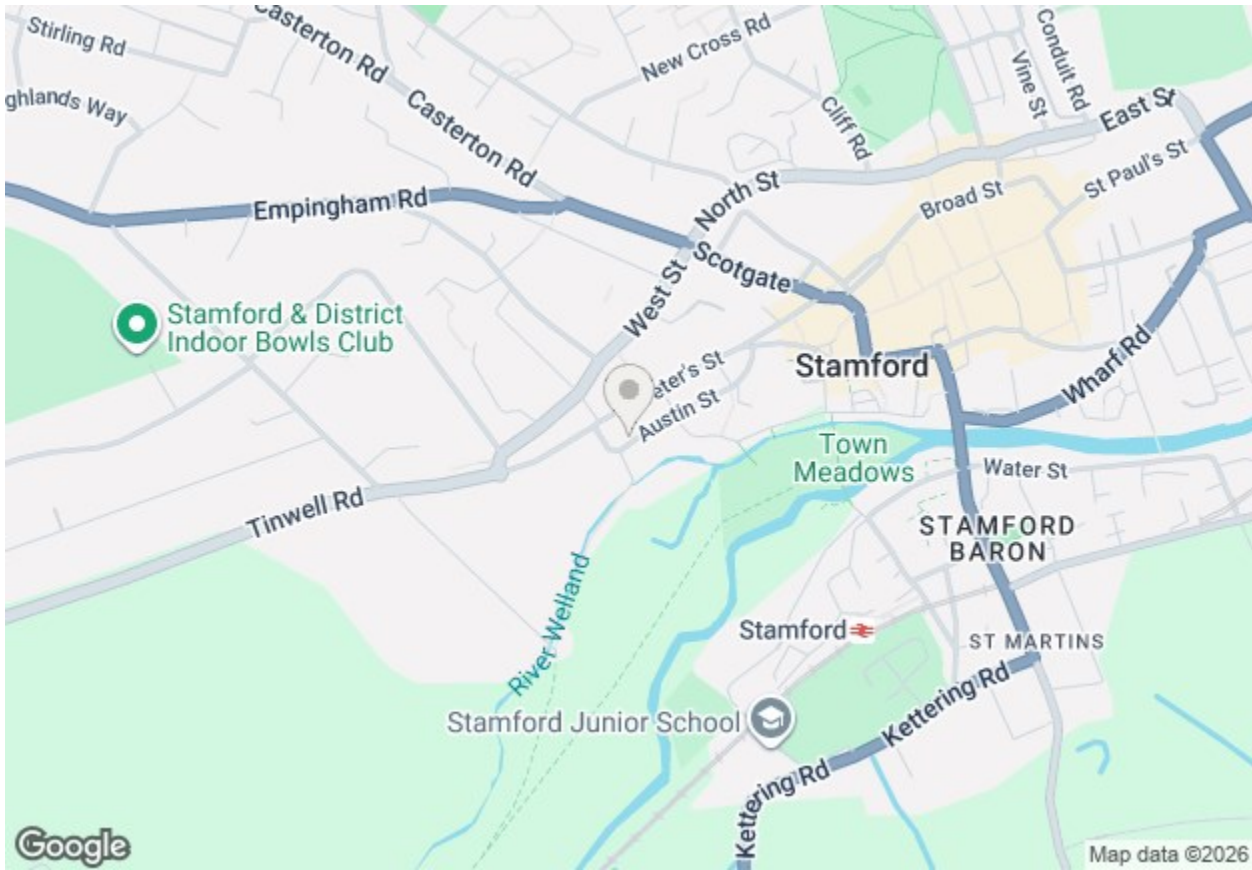 Stirling Rd
ghlands Way
Casterton Rd
Casterton Rd
New Cross Rd
Cliff Rd
Conduit Rd
Vine St
East St
St Paul's St
Broad St
North St
Empingham Rd
Scotgate
West St
Stamford & District
Indoor Bowls Club
eter's St
Austin St
Stamford
Wharf Rd
Town
Meadows
Water St
STAMFORD
BARON
Tinwell Rd
River Welland
Stamford
ST MARTINS
Kettering Rd
Stamford Junior School
Kettering Rd
Google
Map data ©2026